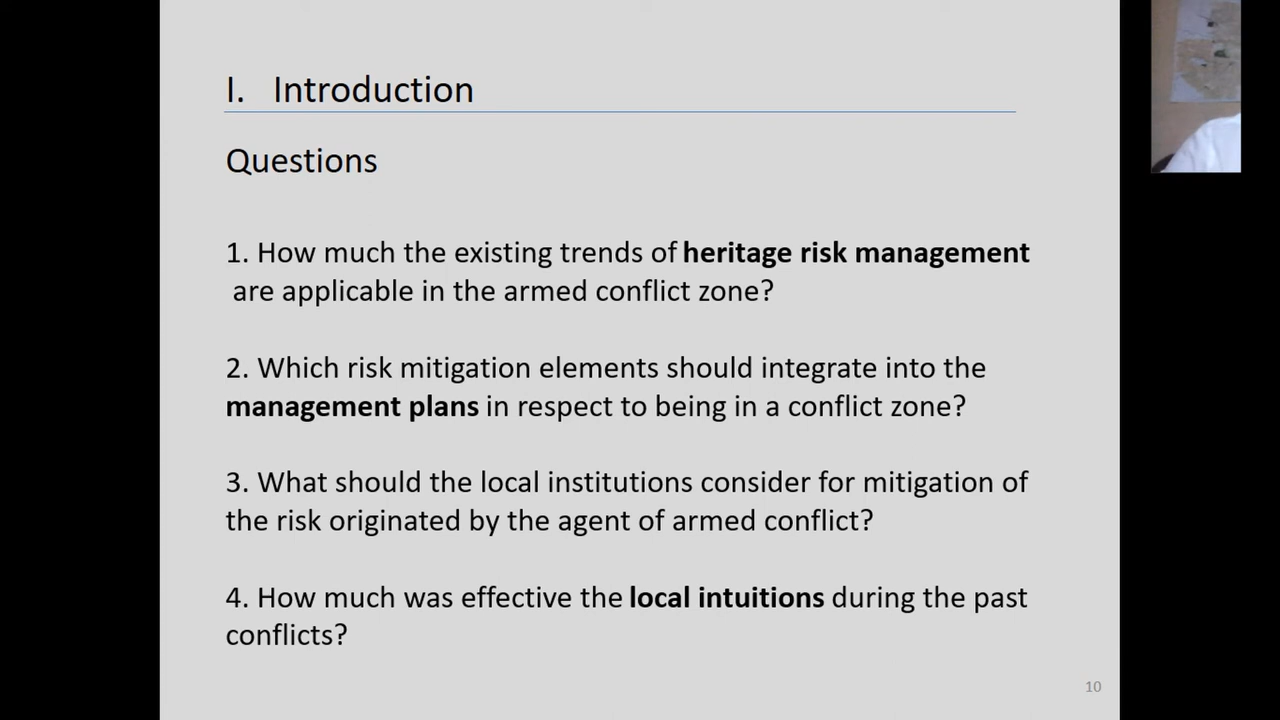 I. Introduction
Questions
1. How much the existing trends of heritage risk management
are applicable in the armed conflict zone?
2. Which risk mitigation elements should integrate into the
management plans in respect to being in a conflict zone?
3. What should the local institutions consider for mitigation of
the risk originated by the agent of armed conflict?
4. How much was effective the local intuitions during the past
conflicts?
10